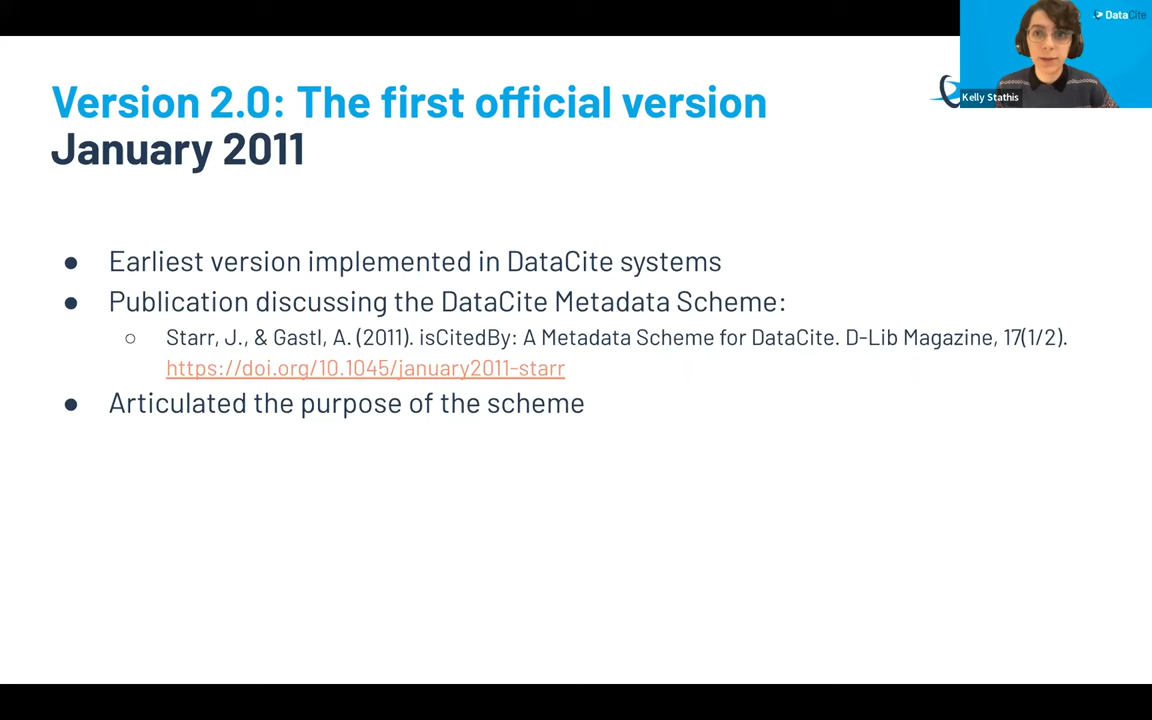 DataCite
Kelly Stathis
Version 2.0: The first official version
January 2011
● Earliest version implemented in DataCite systems
● Publication discussing the DataCite Metadata Scheme:
○ Starr, J., & Gastl, A. (2011). isCitedBy: A Metadata Scheme for DataCite. D-Lib Magazine, 17(1/2).
https://doi.org/10.1045/january2011-starr
● Articulated the purpose of the scheme